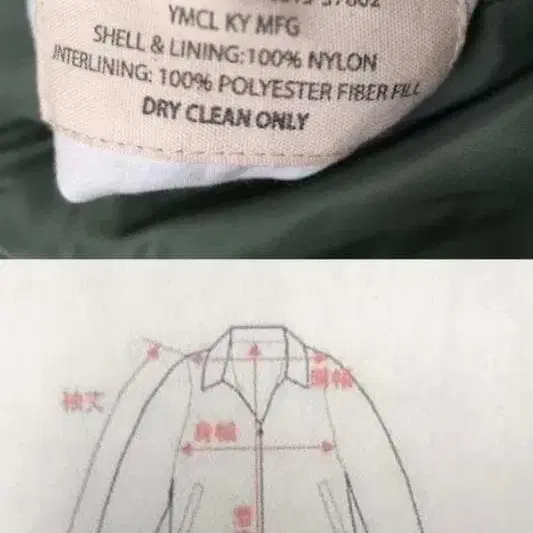 YMCL KY MFG
SHELL & LINING:100% NYLON
INTERLINING: 100% POLYESTER FIBER FILL
DRY CLEAN ONLY
肩幅
袖丈
身幅